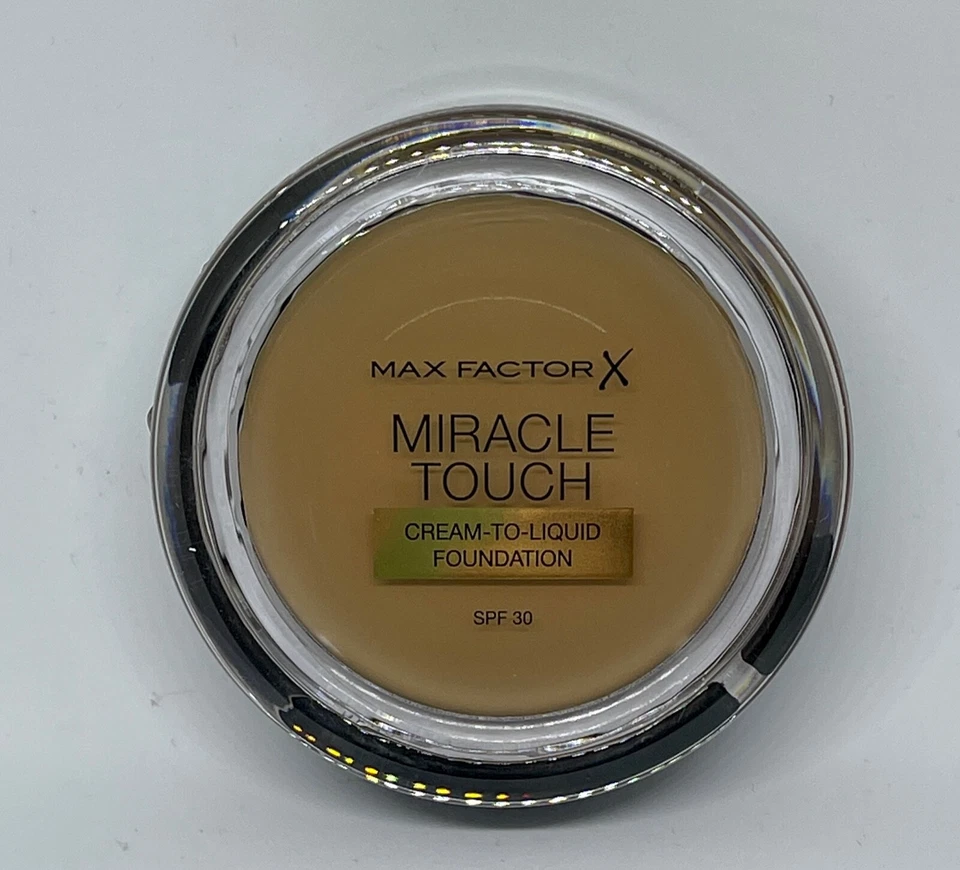 MAX FACTOR X
MIRACLE
TOUCH
CREAM-TO-LIQUID
FOUNDATION
SPF 30